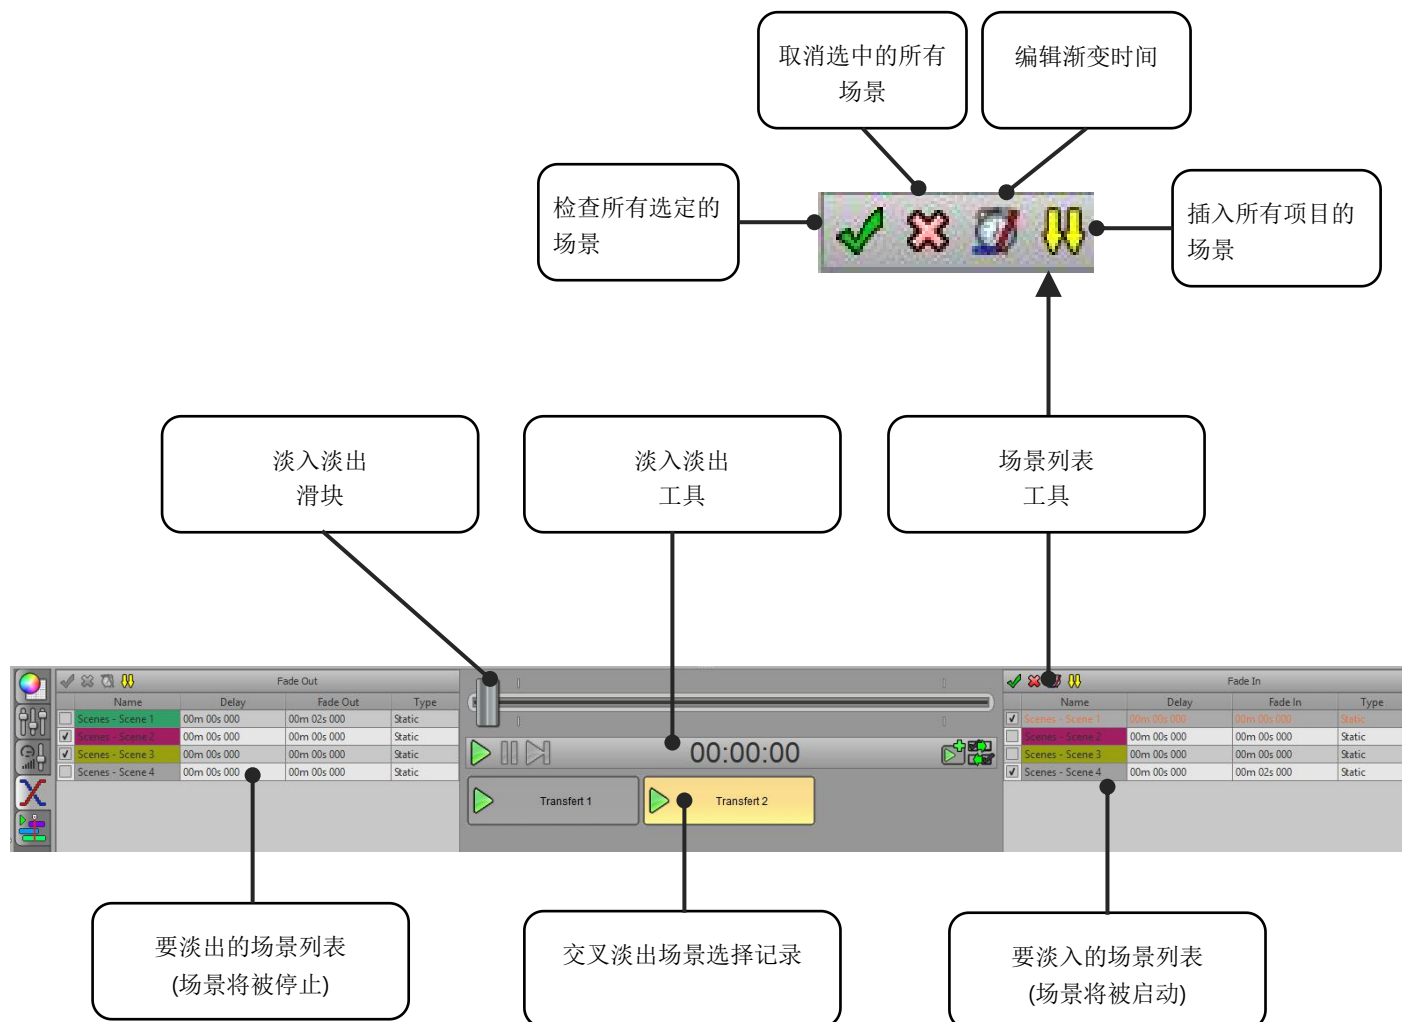 取消选中的所有
场景
编辑渐变时间
检查所有选定的
场景
插入所有项目的
场景
淡入淡出
滑块
淡入淡出
工具
场景列表
工具
Fade Out
Name Delay Fade Out Type
Scenes - Scene 1 00m 00s 000 00m 02s 000 Static
Scenes - Scene 2 00m 00s 000 00m 00s 000 Static
Scenes - Scene 3 00m 00s 000 00m 00s 000 Static
Scenes - Scene 4 00m 00s 000 00m 00s 000 Static
00:00:00
Transfert 1
Transfert 2
Fade In
Name Delay Fade In Type
Scenes - Scene 1 00m 00s 000 00m 00s 000 Static
Scenes - Scene 2 00m 00s 000 00m 00s 000 Static
Scenes - Scene 3 00m 00s 000 00m 00s 000 Static
Scenes - Scene 4 00m 00s 000 00m 02s 000 Static
要淡出的场景列表
(场景将被停止)
交叉淡出场景选择记录
要淡入的场景列表
(场景将被启动)